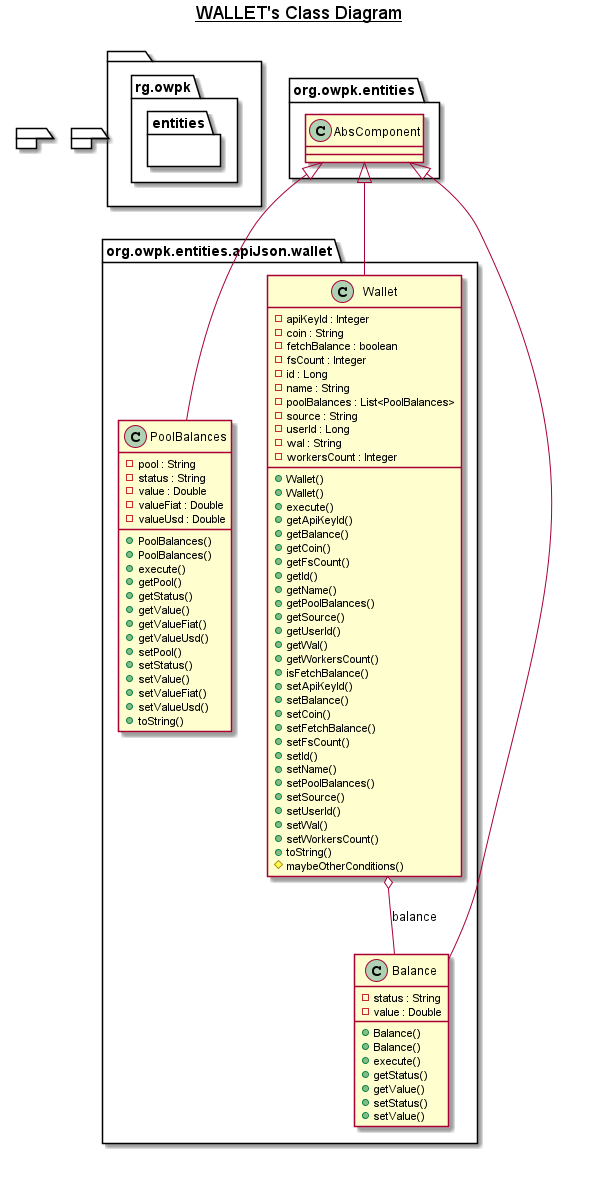 WALLET's Class Diagram
rg.owpk
entities
org.owpk.entities
C AbsComponent
org.owpk.entities.apiJson.wallet
C Wallet
apiKeyId : Integer
coin : String
fetchBalance : boolean
fsCount : Integer
id : Long
name : String
poolBalances : List<PoolBalances>
source : String
userId : Long
wal : String
workersCount : Integer
Wallet()
Wallet()
execute()
getApiKeyId()
getBalance()
getCoin()
getFsCount()
getId()
getName()
getPoolBalances()
getSource()
getUserId()
getWal()
getWorkersCount()
isFetchBalance()
setApiKeyId()
setBalance()
setCoin()
setFetchBalance()
setFsCount()
setId()
setName()
setPoolBalances()
setSource()
setUserId()
setWal()
setWorkersCount()
toString()
maybeOtherConditions()
C PoolBalances
pool : String
status : String
value : Double
valueFiat : Double
valueUsd : Double
PoolBalances()
PoolBalances()
execute()
getPool()
getStatus()
getValue()
getValueFiat()
getValueUsd()
setPool()
setStatus()
setValue()
setValueFiat()
setValueUsd()
toString()
balance
C Balance
status : String
value : Double
Balance()
Balance()
execute()
getStatus()
getValue()
setStatus()
setValue()